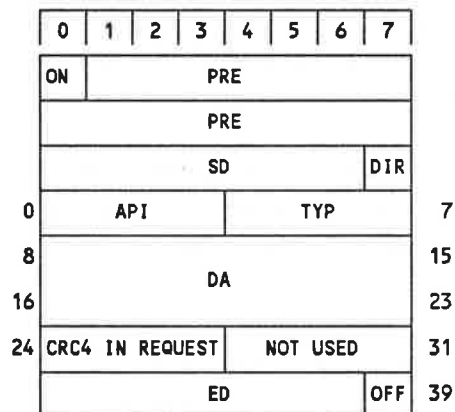 0 1 2 3 4 5 6 7
ON PRE
PRE
SD DIR
0 API TYP 7
8 15
DA
16 23
24 CRC4 IN REQUEST NOT USED 31
ED OFF 39